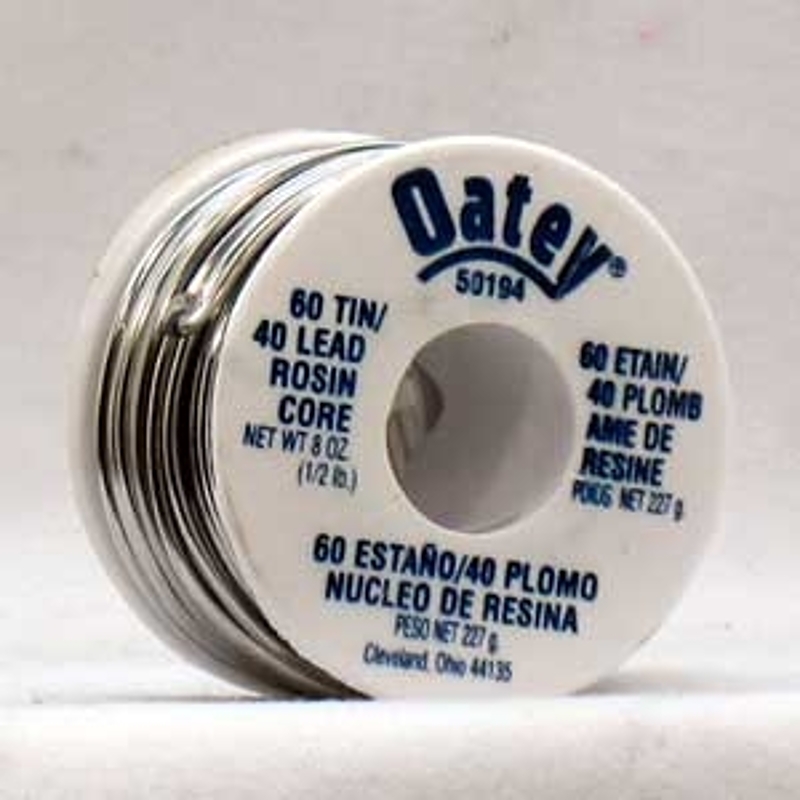 Oatey®
50194
60 TIN/
40 LEAD
ROSIN
CORE
NET WT 8 OZ.
(1/2 lb.)
60 ETAIN/
40 PLOMB
AME DE
RESINE
POIDS NET 227 g
60 ESTAÑO/40 PLOMO
NUCLEO DE RESINA
PESO NET 227 g
Cleveland, Ohio 44135